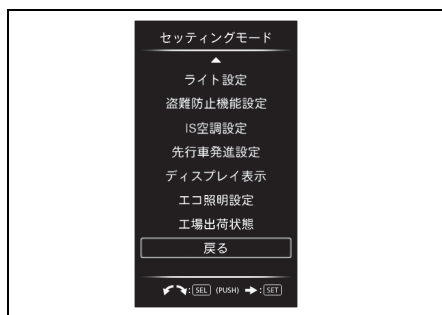 セッティングモード
ライト設定
盗難防止機能設定
IS空調設定
先行車発進設定
ディスプレイ表示
エコ照明設定
工場出荷状態
戻る
:SEL (PUSH) :SET